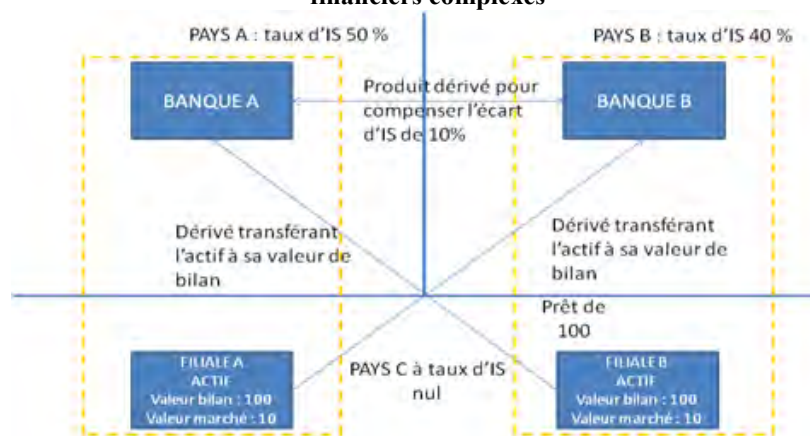 financiers complexes
PAYS A : taux d'IS 50 %
PAYS B : taux d'IS 40 %
BANQUE A
Produit dérivé pour
compenser l'écart
d'IS de 10%
BANQUE B
Dérivé transférant
l'actif à sa valeur de
bilan
Dérivé transférant
l'actif à sa valeur de
bilan
Prêt de
100
PAYS C à taux d'IS
nul
FILIALE A
ACTIF
Valeur bilan : 100
Valeur marché : 10
FILIALE B
ACTIF
Valeur bilan : 100
Valeur marché : 10